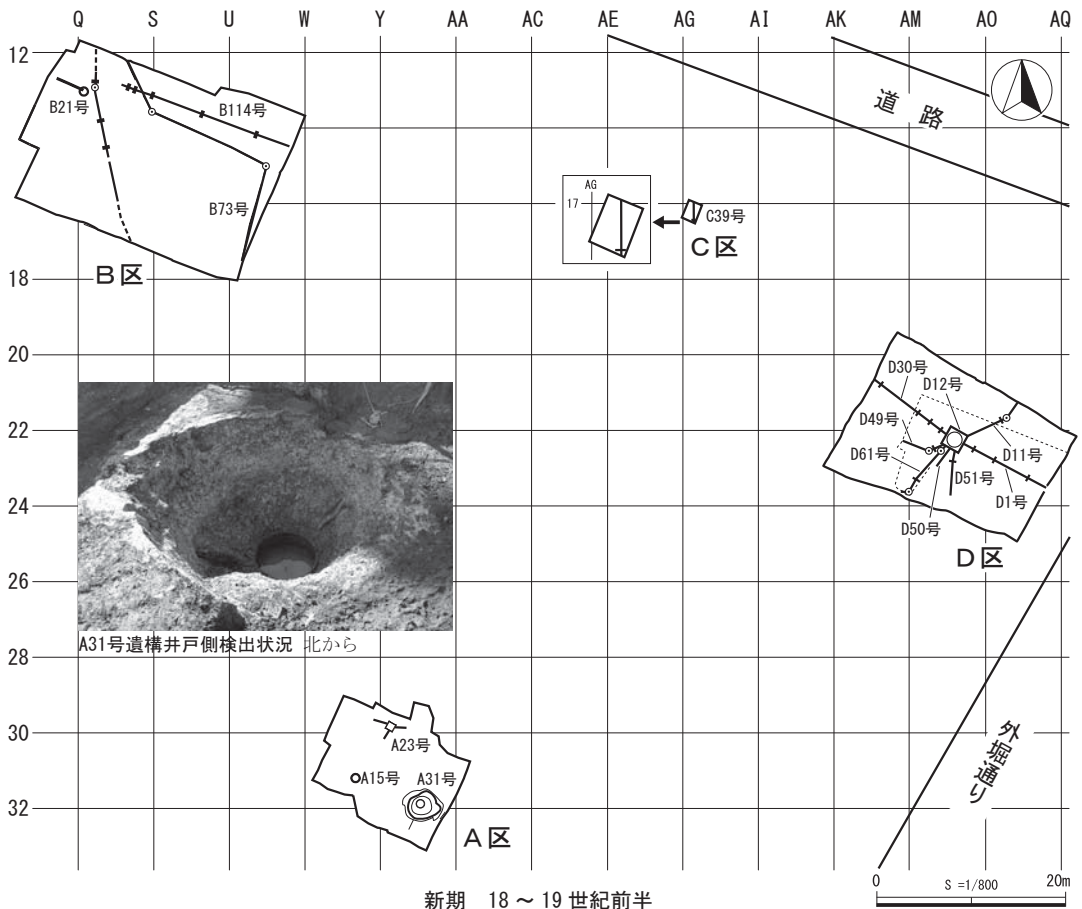 Q S U W Y AA AC AE AG AI AK AM AO AQ
12
B21号
B114号
道路
AG
17
B73号
C39号
C区
B区
18
20
D30号
D12号
22
D49号
D11号
D61号
D51号
D1号
24
D50号
D区
26
A31号遺構井戸側検出状況 北から
28
30
A23号
外堀通り
A15号
A31号
32
A区
0 S =1/800 20m
新期 18 ~ 19 世紀前半